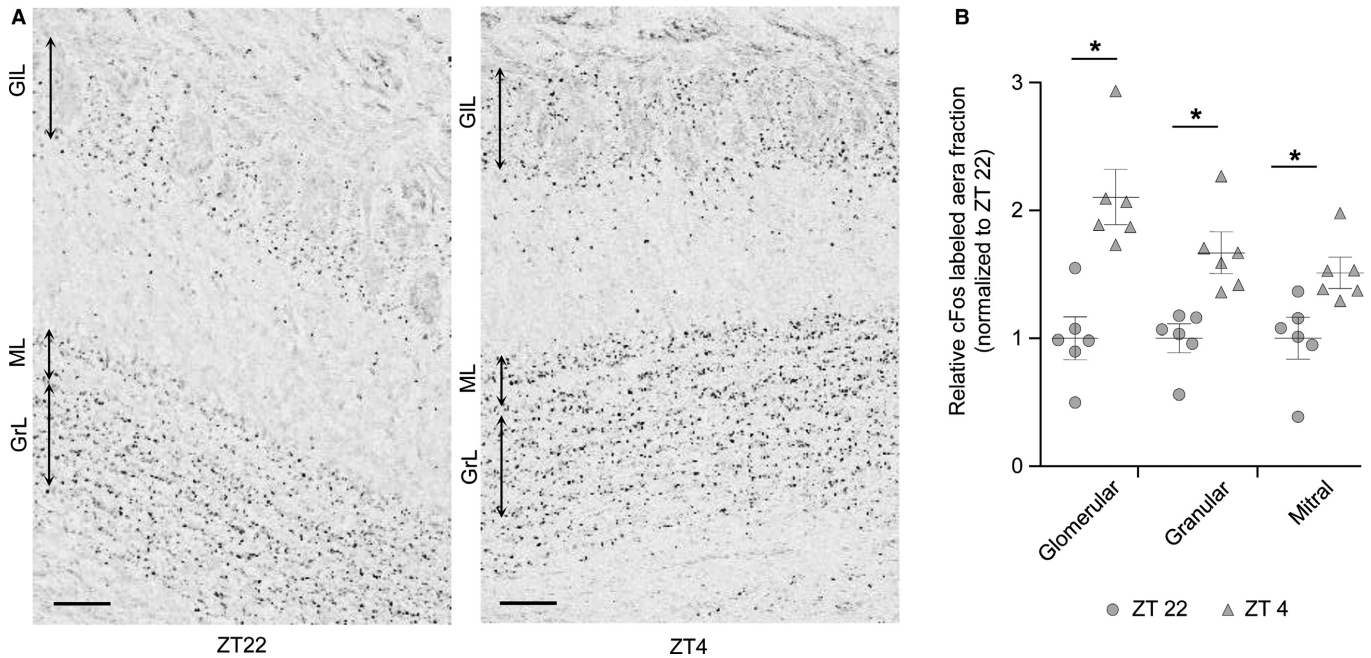 A
GlL
ML
GrL
ZT22
GlL
ML
GrL
ZT4
B
Relative cFos labeled aera fraction
(normalized to ZT 22)
3
2
1
0
*
*
*
Glomerular
Granular
Mitral
ZT 22
ZT 4